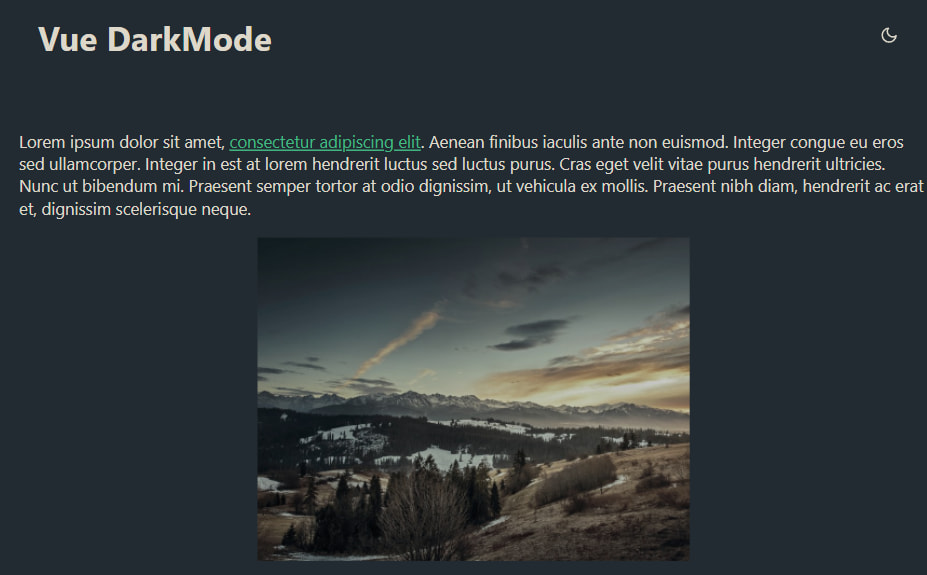 Vue DarkMode
Lorem ipsum dolor sit amet, consectetur adipiscing elit. Aenean finibus iaculis ante non euismod. Integer congue eu eros
sed ullamcorper. Integer in est at lorem hendrerit luctus sed luctus purus. Cras eget velit vitae purus hendrerit ultricies.
Nunc ut bibendum mi. Praesent semper tortor at odio dignissim, ut vehicula ex mollis. Praesent nibh diam, hendrerit ac erat
et, dignissim scelerisque neque.